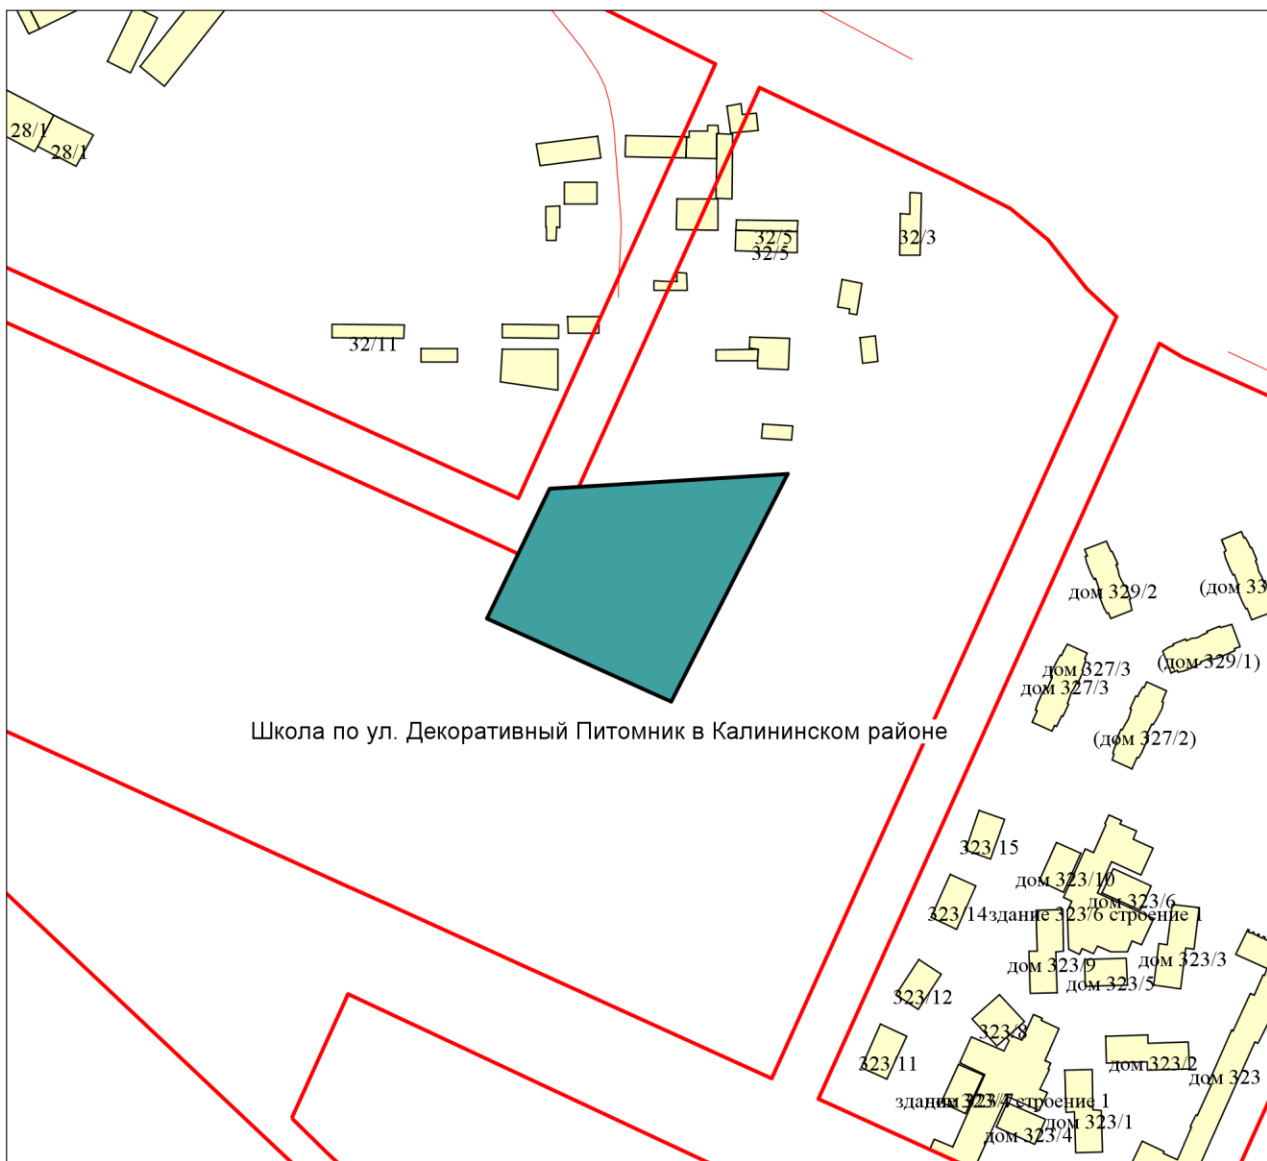 28/1
28/1
32/5
32/5
32/3
32/11
дом 329/2
(дом 33
дом 327/3
(дом 329/1)
дом 327/3
Школа по ул. Декоративный Питомник в Калининском районе
(дом 327/2)
323/15
дом 323/10
дом 323/6
323/14
здание 323/6 строение 1
дом 323/9
дом 323/3
дом 323/5
323/12
323/8
323/11
дом 323/2
дом 323
строение 1
дом 323/1
дом 323/4